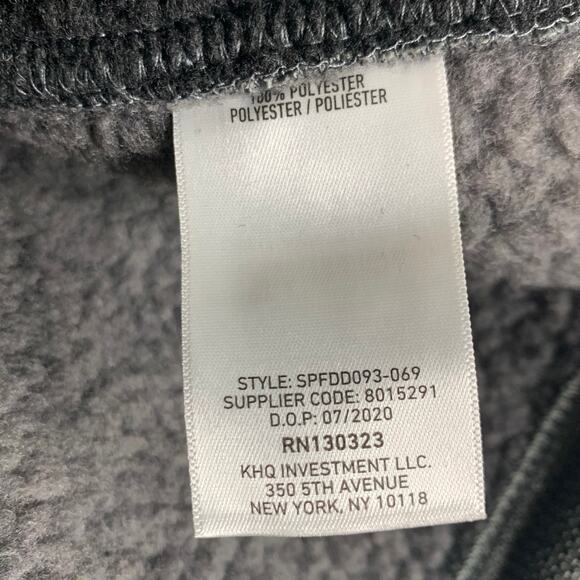 100% POLYESTER
POLYESTER / POLIESTER
STYLE: SPFDD093-069
SUPPLIER CODE: 8015291
D.O.P: 07/2020
RN130323
KHQ INVESTMENT LLC.
350 5TH AVENUE
NEW YORK, NY 10118